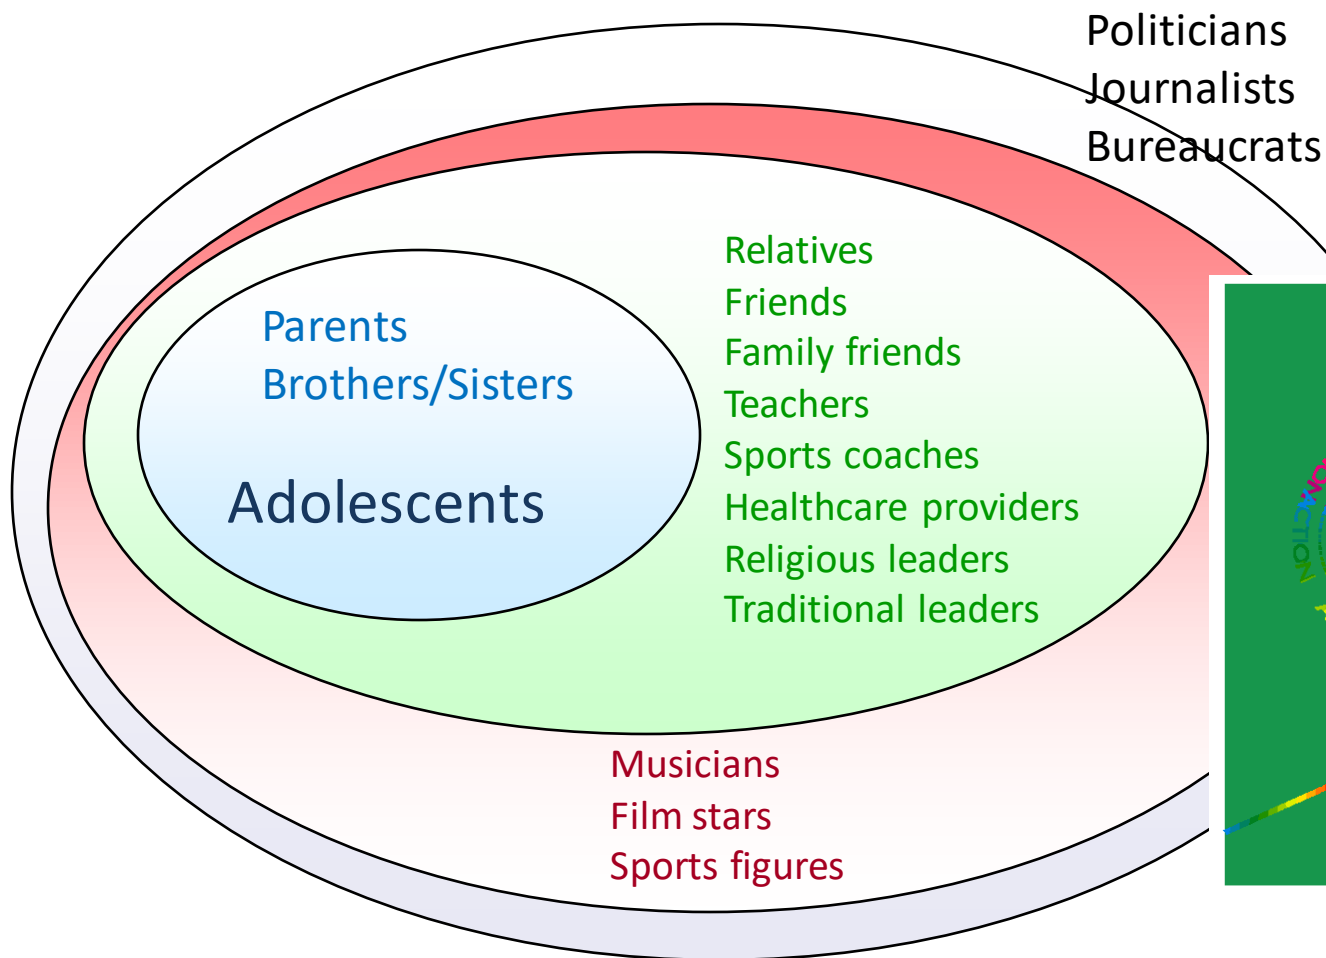 Politicians
Journalists
Bureaucrats
Relatives
Friends
Family friends
Teachers
Sports coaches
Healthcare providers
Religious leaders
Traditional leaders
Parents
Brothers/Sisters
Adolescents
Musicians
Film stars
Sports figures
ACTION